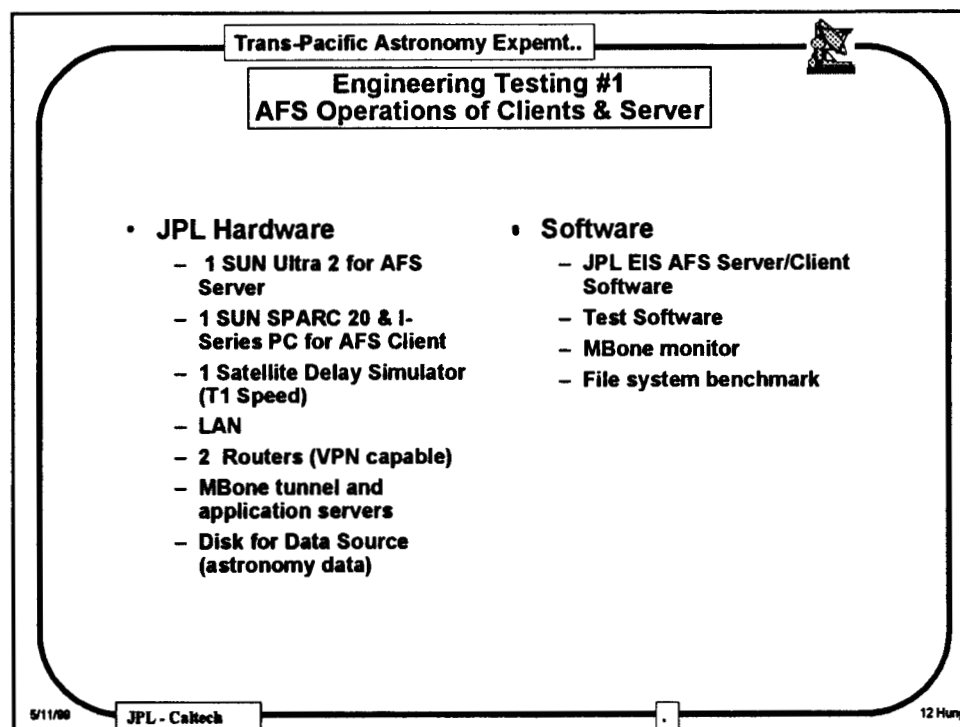 Trans-Pacific Astronomy Expemt..
Engineering Testing #1
AFS Operations of Clients & Server
• JPL Hardware
– 1 SUN Ultra 2 for AFS
Server
– 1 SUN SPARC 20 & I-
Series PC for AFS Client
– 1 Satellite Delay Simulator
(T1 Speed)
– LAN
– 2 Routers (VPN capable)
– MBone tunnel and
application servers
– Disk for Data Source
(astronomy data)
• Software
– JPL EIS AFS Server/Client
Software
– Test Software
– MBone monitor
– File system benchmark
JPL - Caltech
.
12 Hung